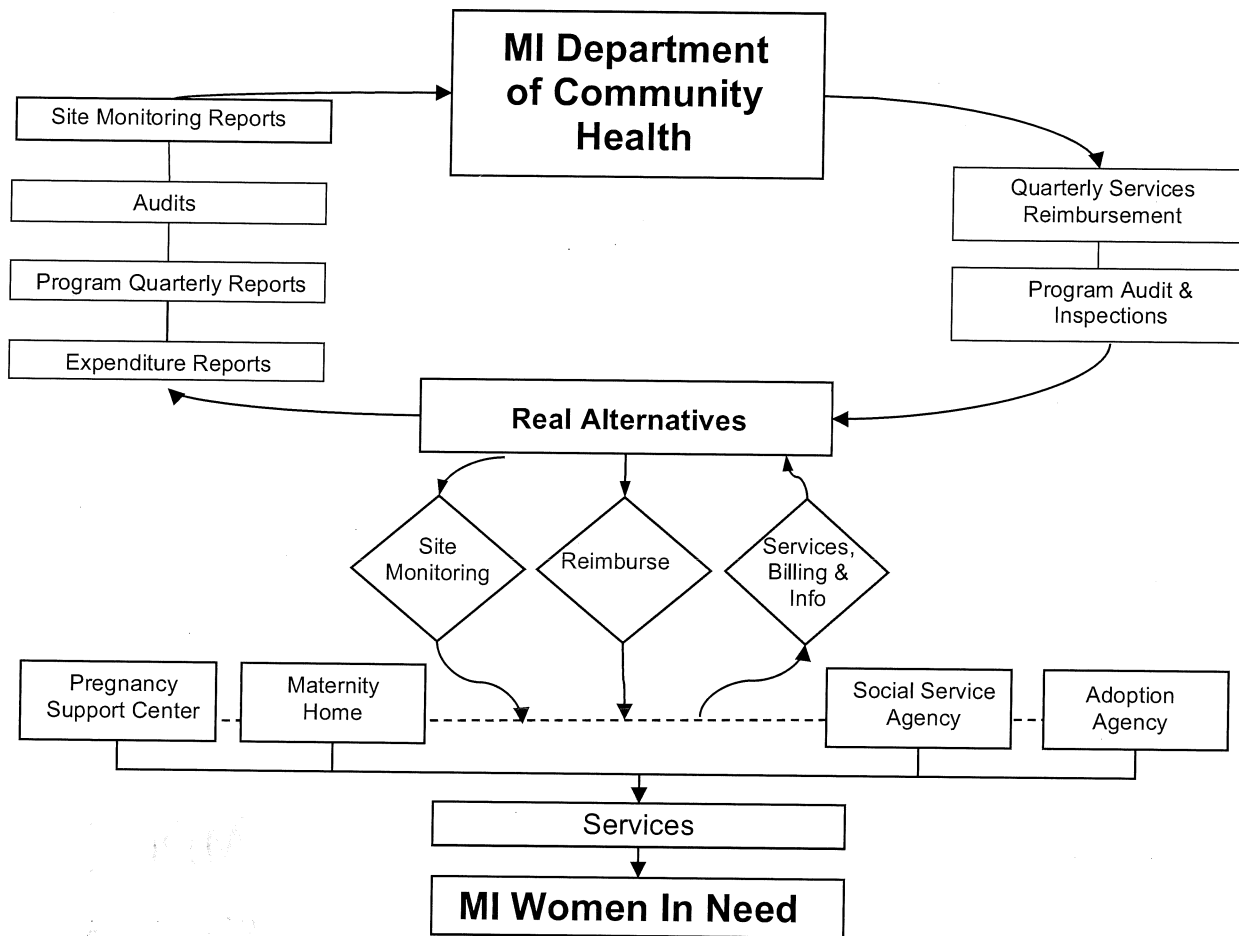 MI Department
of Community
Health
Site Monitoring Reports
Audits
Program Quarterly Reports
Expenditure Reports
Quarterly Services
Reimbursement
Program Audit &
Inspections
Real Alternatives
Site
Monitoring
Reimburse
Services,
Billing &
Info
Pregnancy
Support Center
Maternity
Home
Social Service
Agency
Adoption
Agency
Services
MI Women In Need